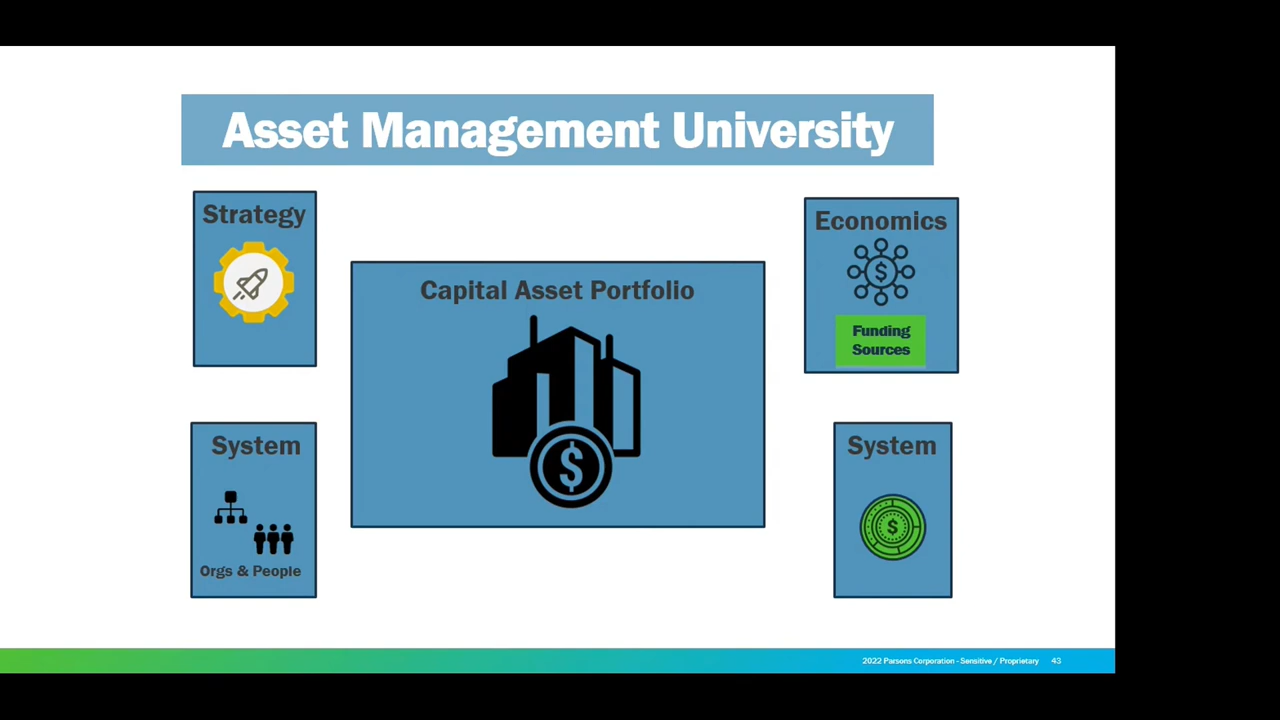 Asset Management University
Strategy
Economics
$
Funding
Sources
Capital Asset Portfolio
$
System
Orgs & People
System
$
2022 Parsons Corporation - Sensitive / Proprietary 43